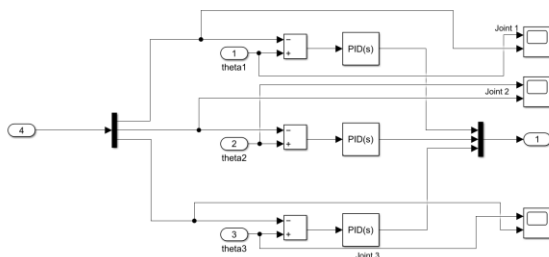 Joint 1
1
PID(s)
theta1
Joint 2
4
2
PID(s)
1
theta2
3
PID(s)
theta3
Joint 3